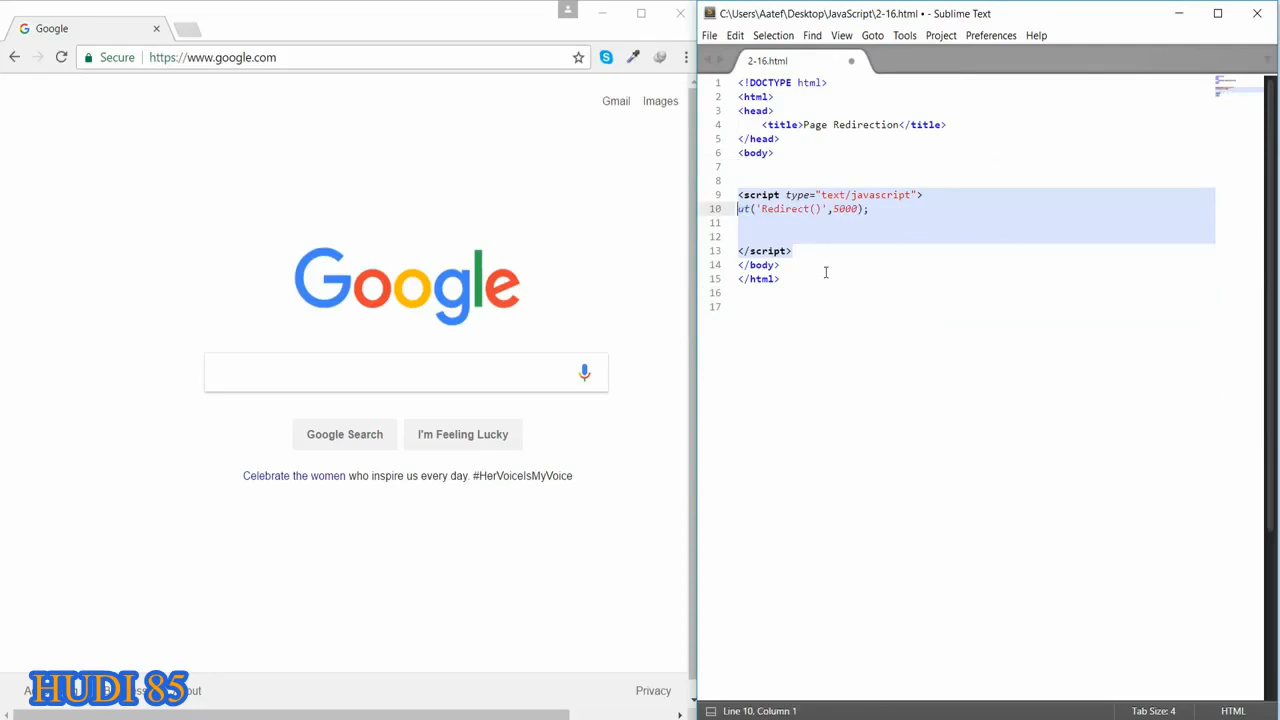 Google
Secure https://www.google.com
Gmail Images
Google
Google Search I'm Feeling Lucky
Celebrate the women who inspire us every day. #HerVoiceIsMyVoice
Privacy
HUDI 85
C:\Users\Aatef\Desktop\JavaScript\2-16.html • - Sublime Text
File Edit Selection Find View Goto Tools Project Preferences Help
2-16.html
1 <!DOCTYPE html>
2 <html>
3 <head>
4 <title>Page Redirection</title>
5 </head>
6 <body>
7
8
9 <script type="text/javascript">
10 ut('Redirect()',5000);
11
12
13 </script>
14 </body>
15 </html>
16
17
Line 10, Column 1 Tab Size: 4 HTML